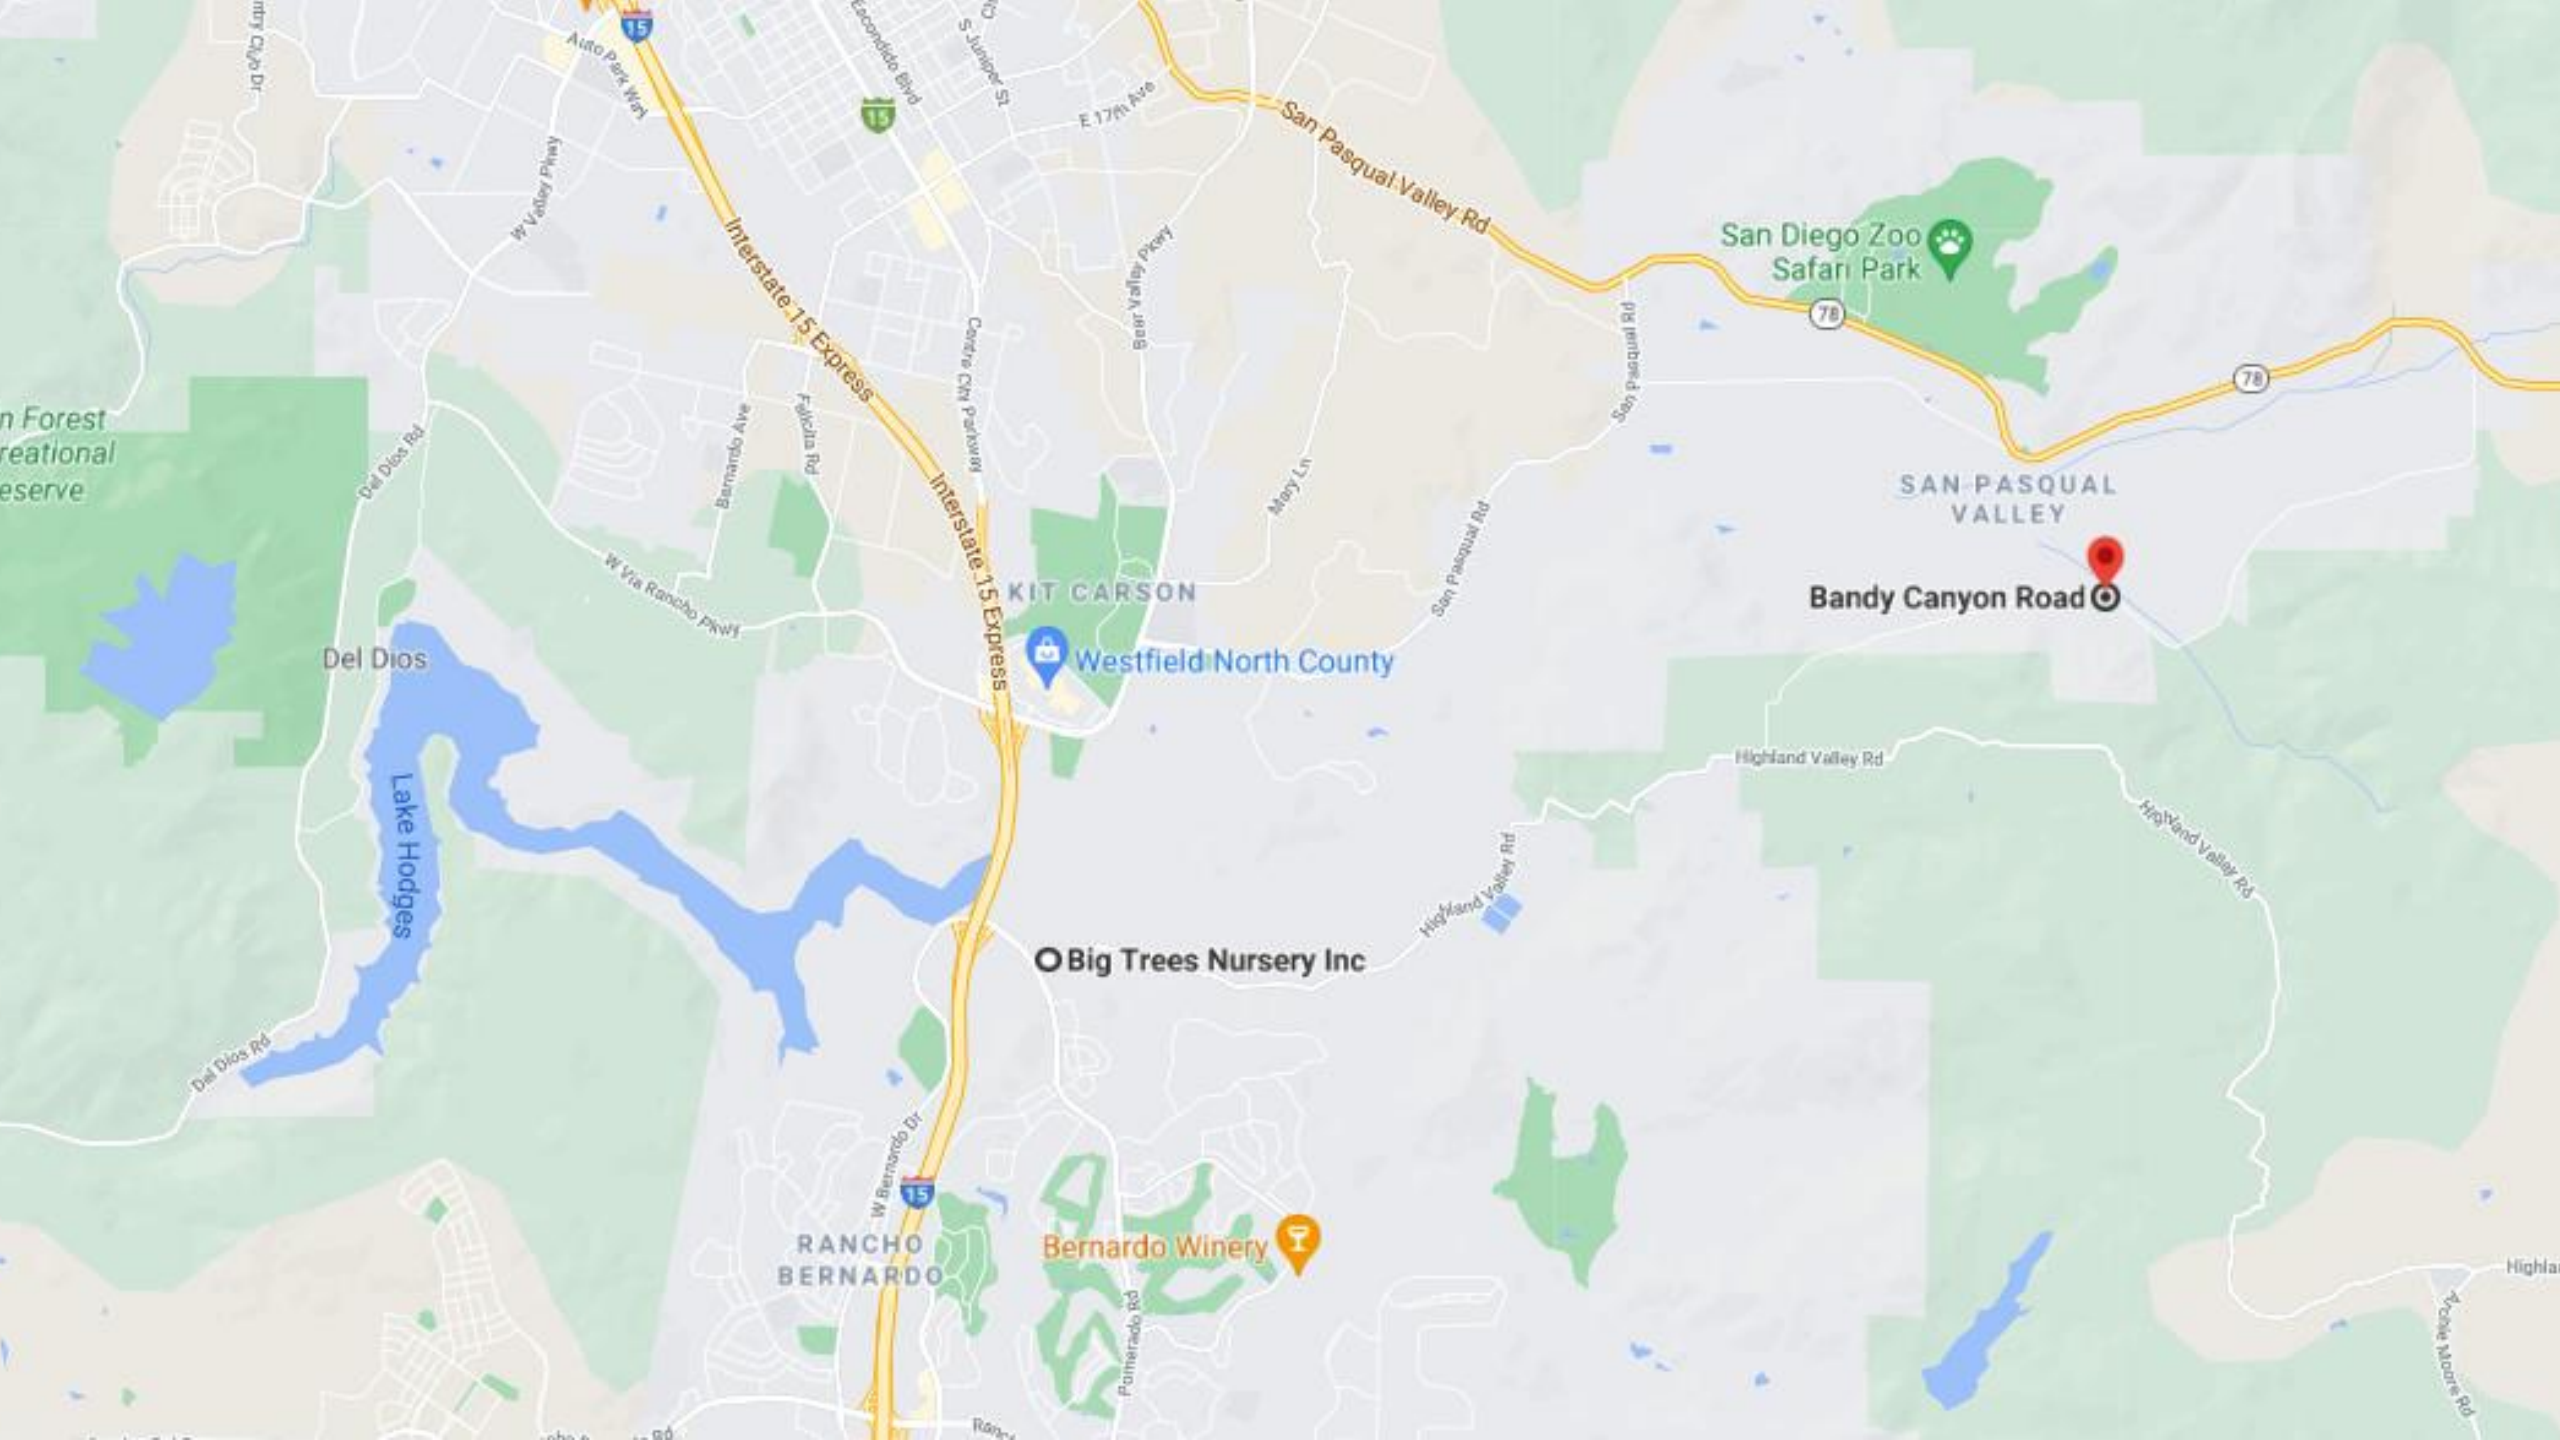 15
Auto Park Way
Escondido Blvd
S Juniper St
15
E 17th Ave
San Pasqual Valley Rd
W Valley Pkwy
Interstate 15 Express
Bear Valley Pkwy
San Diego Zoo
Safari Park
78
78
San Pasqual Rd
Centre City Parkway
Bernardo Ave
Felicita Rd
n Forest
reational
eserve
Del Dios Rd
Interstate 15 Express
Mary Ln
San Pasqual Rd
SAN PASQUAL
VALLEY
W Via Rancho Pkwy
KIT CARSON
Bandy Canyon Road
Del Dios
Westfield North County
Lake Hodges
Highland Valley Rd
Highland Valley Rd
Highland Valley Rd
Big Trees Nursery Inc
Del Dios Rd
W Bernardo Dr
15
RANCHO
BERNARDO
Bernardo Winery
Pomerado Rd
Highla
Archie Moore Rd
Ranc